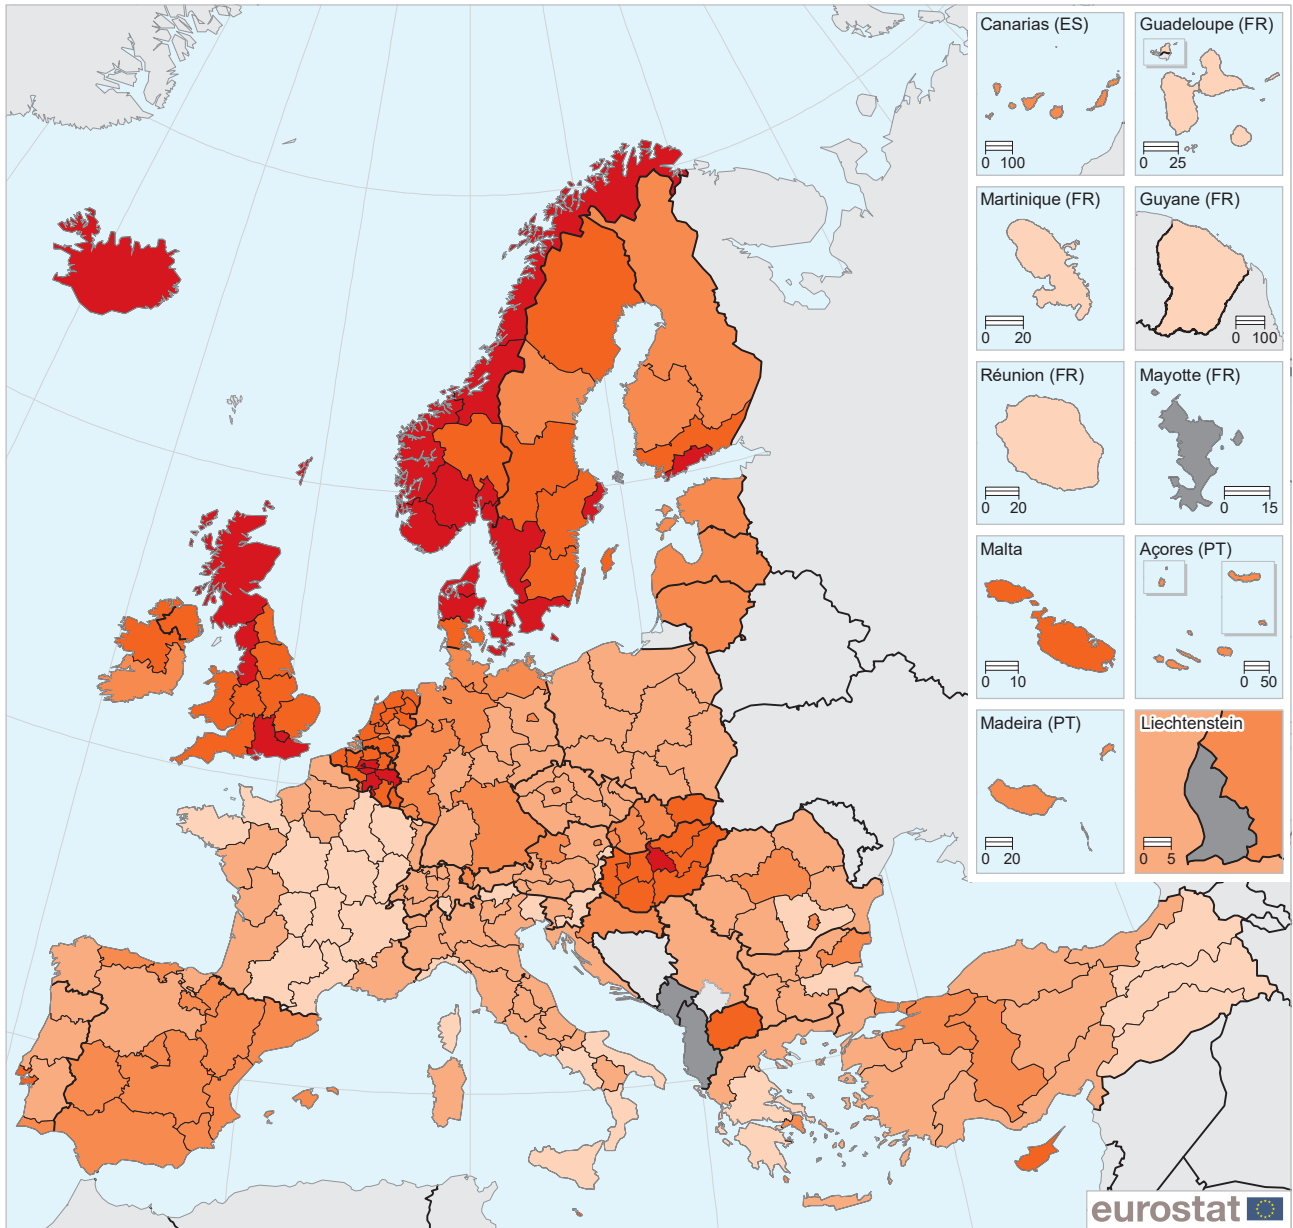 Canarias (ES)
0 100
Guadeloupe (FR)
0 25
Martinique (FR)
0 20
Guyane (FR)
0 100
Réunion (FR)
0 20
Mayotte (FR)
0 15
Malta
0 10
Açores (PT)
0 50
Madeira (PT)
0 20
Liechtenstein
0 5
eurostat